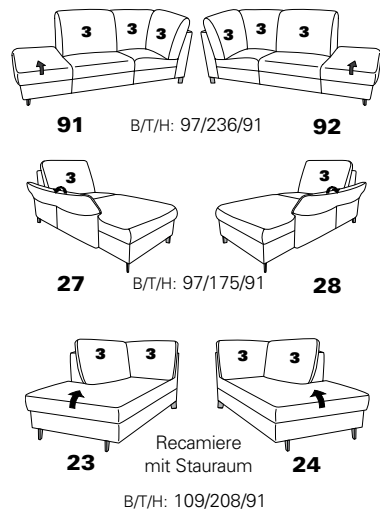 3 3 3 3 3 3
91 B/T/H: 97/236/91 92
3 3
27 B/T/H: 97/175/91 28
3 3 3 3
23 Recamiere 24
mit Stauraum
B/T/H: 109/208/91